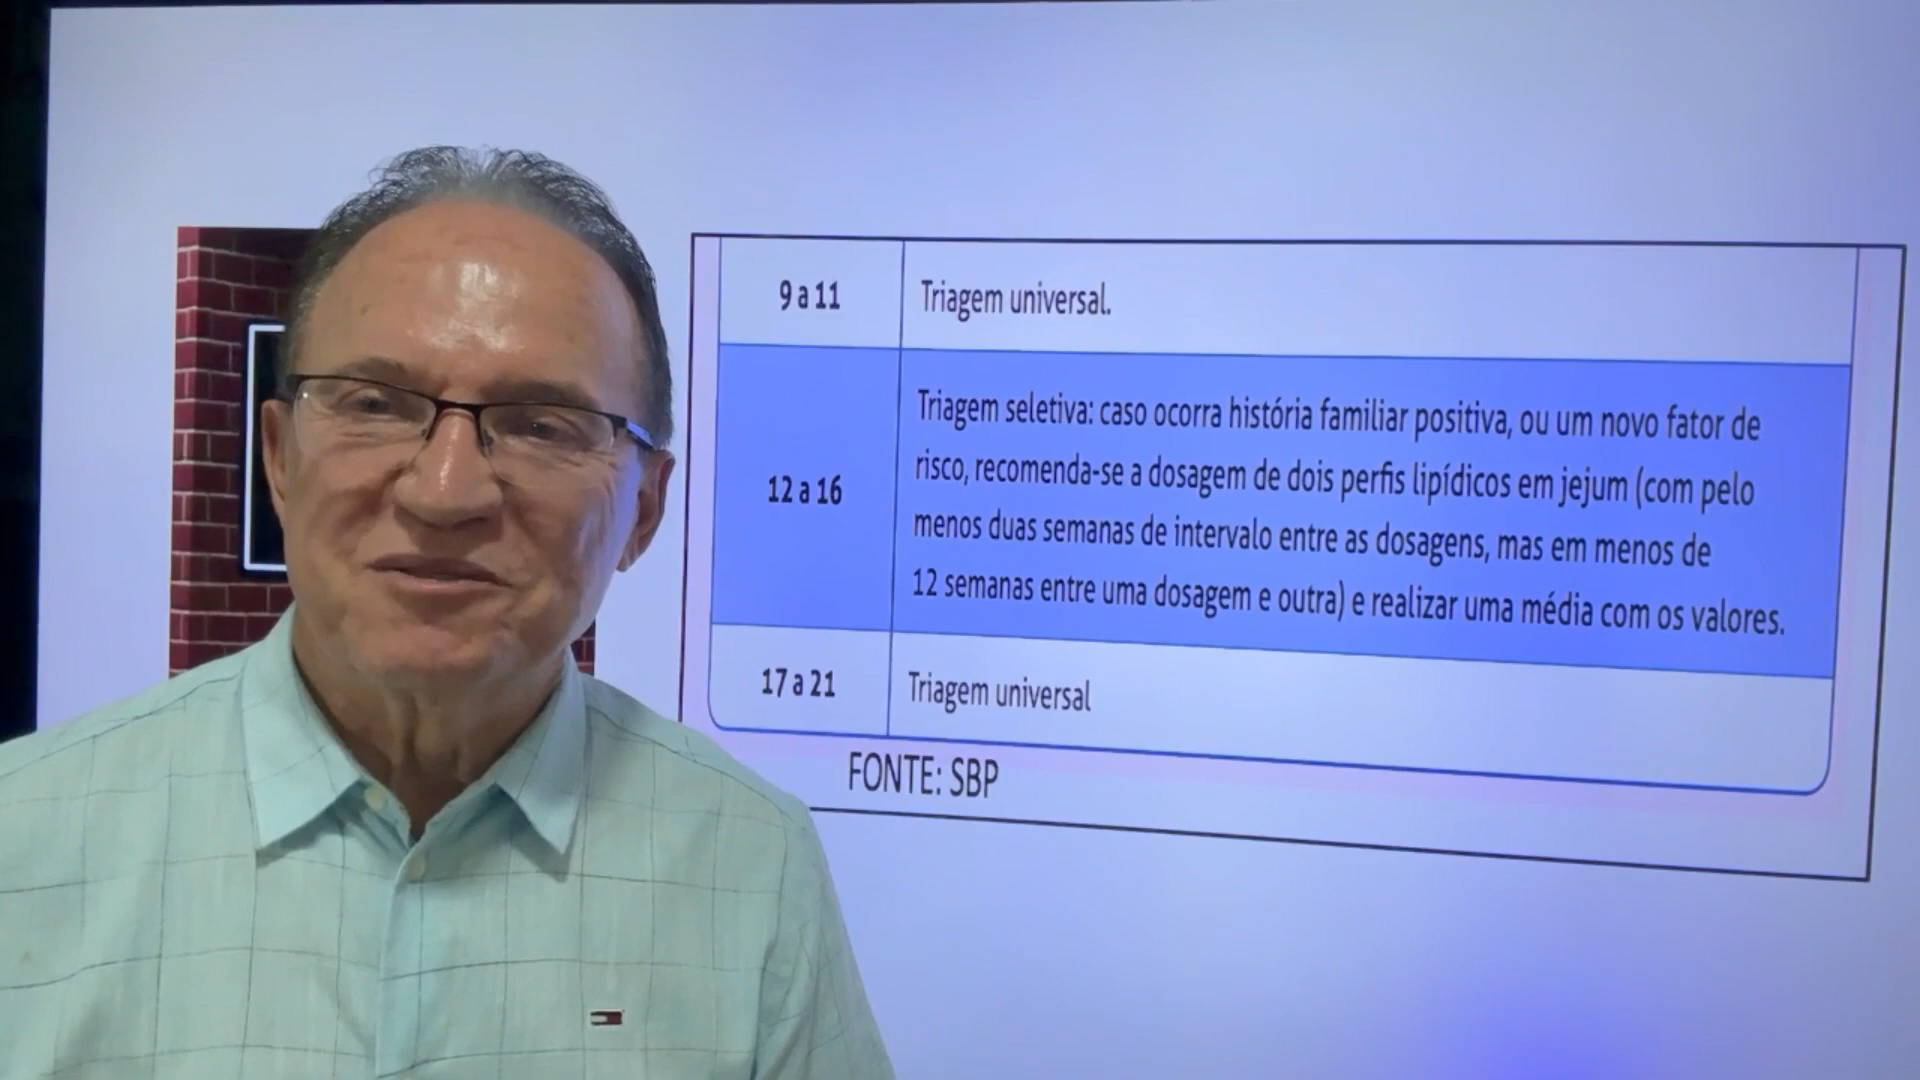 9 a 11
Triagem universal.
12 a 16
Triagem seletiva: caso ocorra história familiar positiva, ou um novo fator de
risco, recomenda-se a dosagem de dois perfis lipídicos em jejum (com pelo
menos duas semanas de intervalo entre as dosagens, mas em menos de
12 semanas entre uma dosagem e outra) e realizar uma média com os valores.
17 a 21
Triagem universal
FONTE: SBP